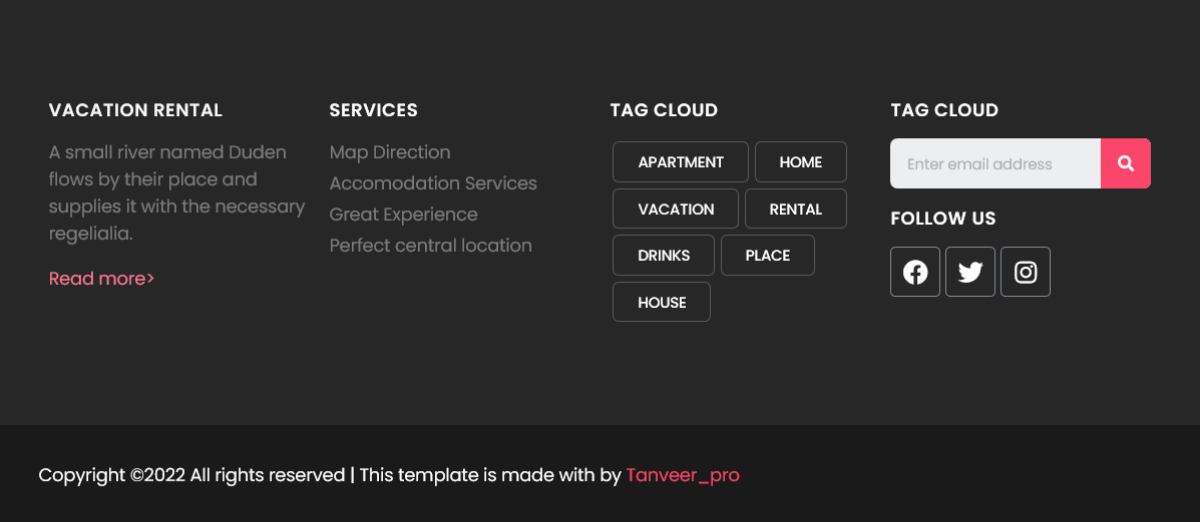 VACATION RENTAL
A small river named Duden
flows by their place and
supplies it with the necessary
regelialia.
Read more>
SERVICES
Map Direction
Accomodation Services
Great Experience
Perfect central location
TAG CLOUD
APARTMENT HOME
VACATION RENTAL
DRINKS PLACE
HOUSE
TAG CLOUD
Enter email address
FOLLOW US
Copyright ©2022 All rights reserved | This template is made with by Tanveer_pro